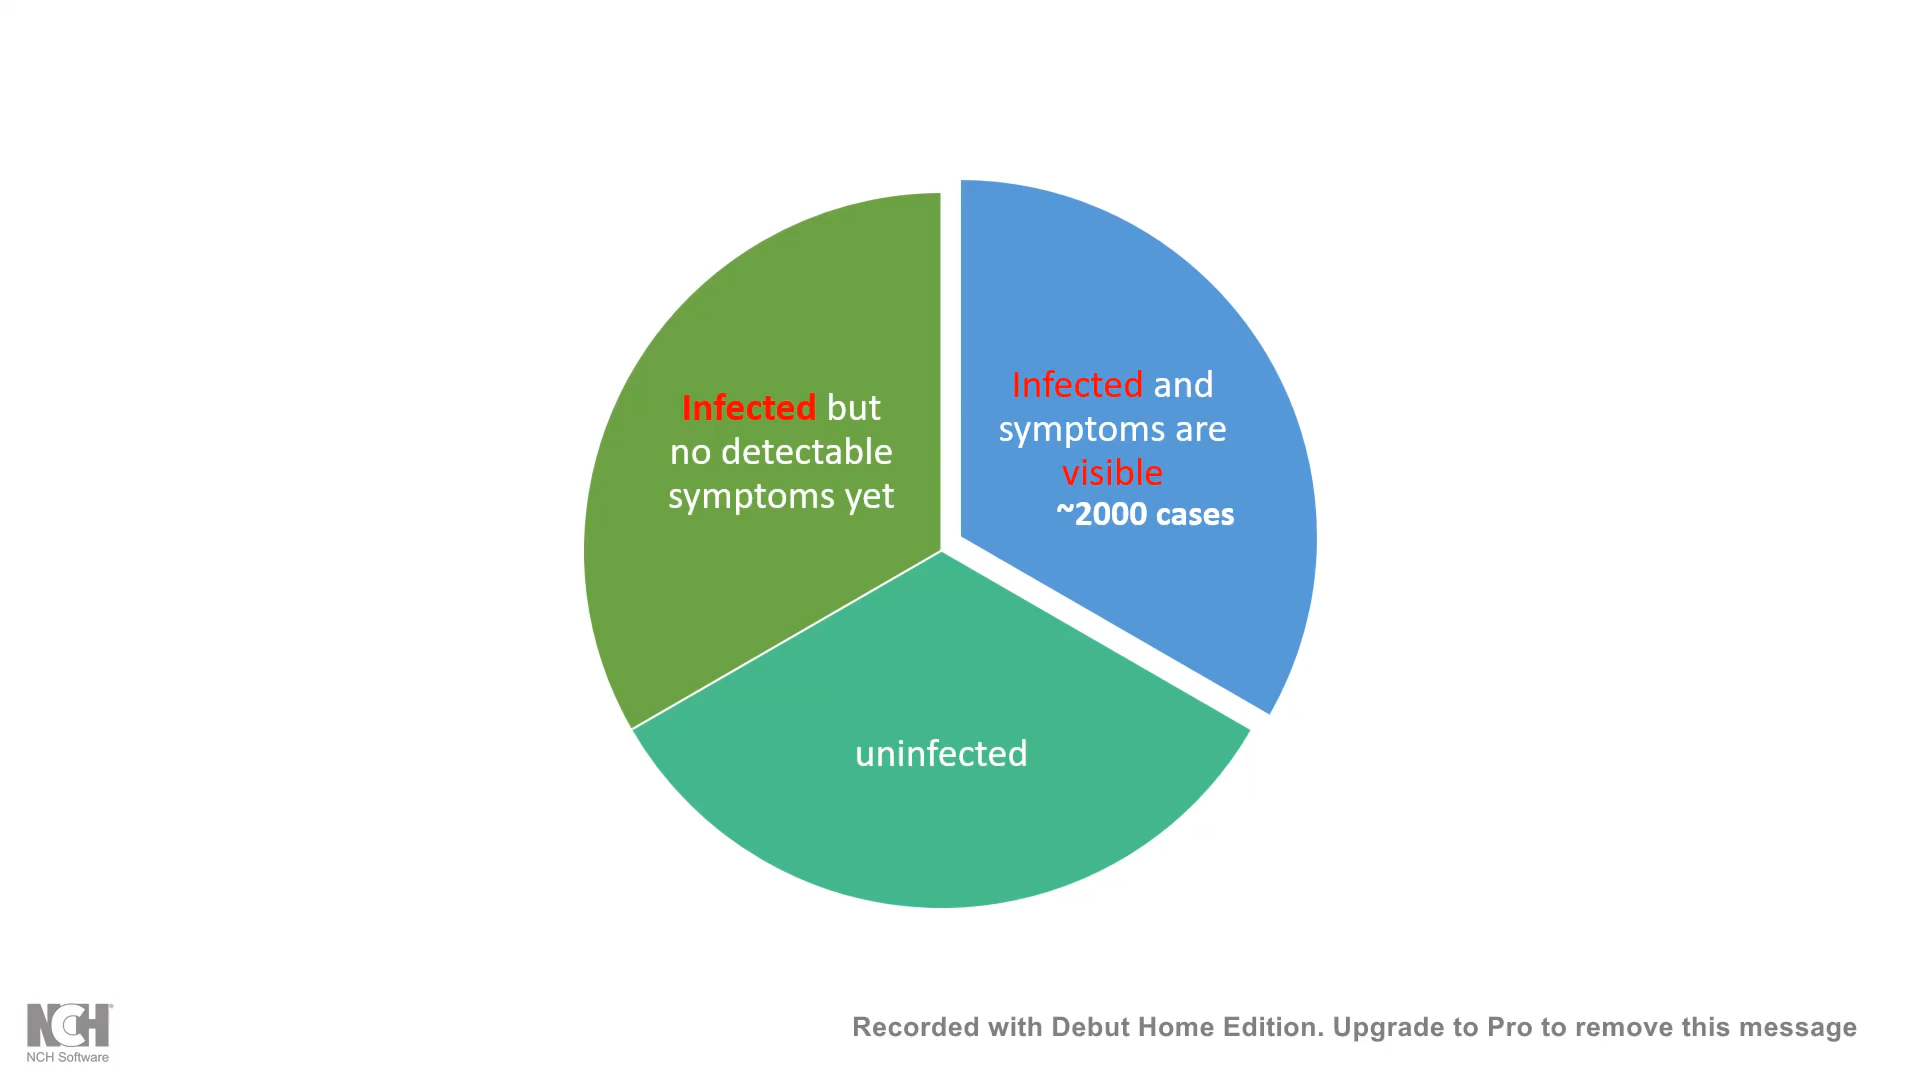 Infected but
no detectable
symptoms yet
Infected and
symptoms are
visible
~2000 cases
uninfected
NCH
NCH Software
Recorded with Debut Home Edition. Upgrade to Pro to remove this message